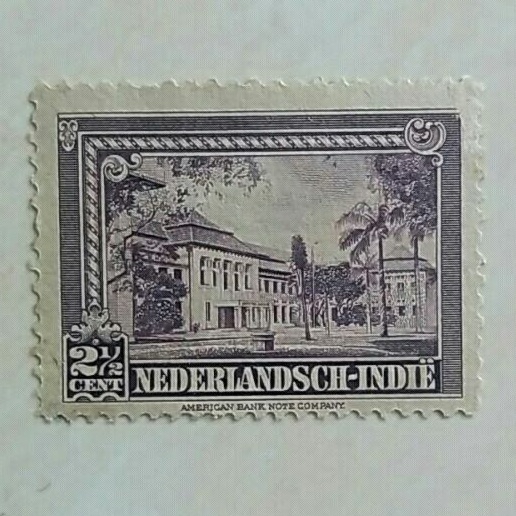 2½
CENT
NEDERLANDSCH-INDIË
AMERICAN BANK NOTE COMPANY.